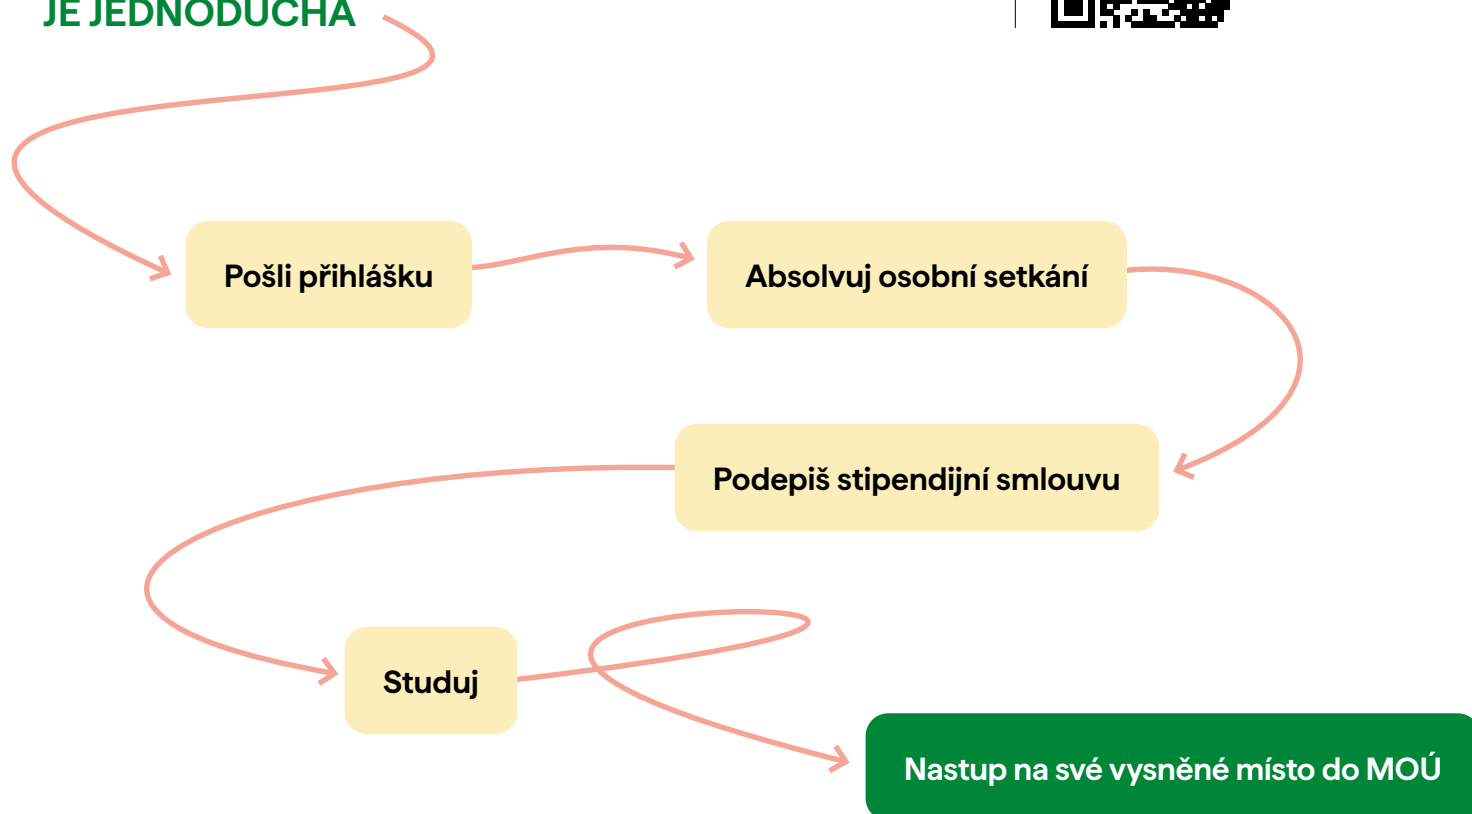 JE JEDNODUCHÁ
Pošli přihlášku
Absolvuj osobní setkání
Podepiš stipendijní smlouvu
Studuj
Nastup na své vysněné místo do MOÚ